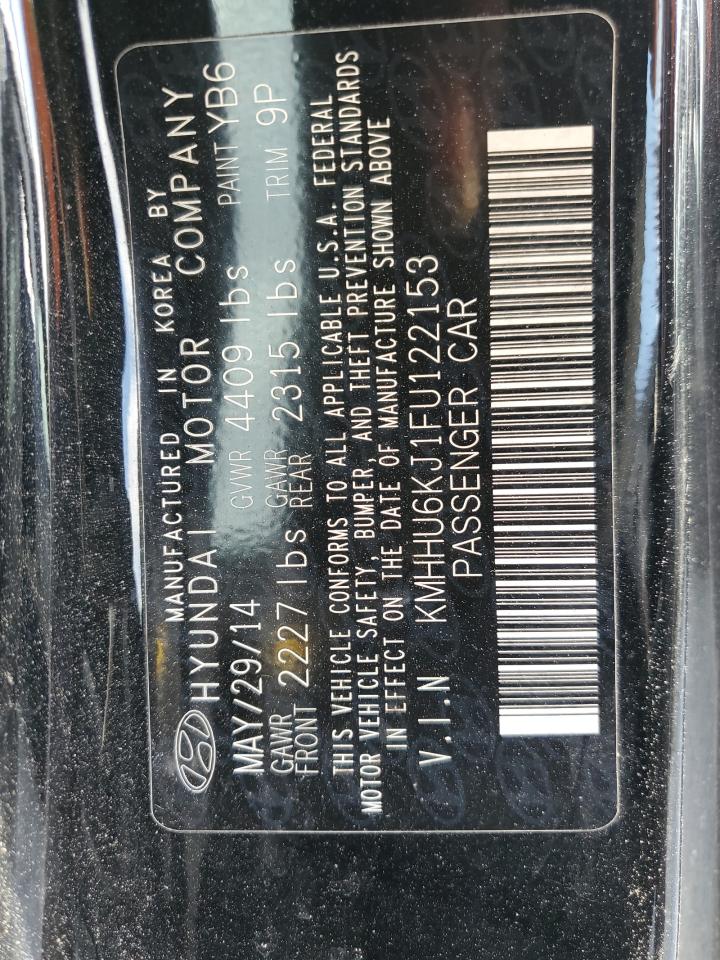 MANUFACTURED IN KOREA BY
HYUNDAI MOTOR COMPANY
MAY/29/14 GVWR 4409 lbs PAINT YB6
GAWR FRONT 2227 lbs GAWR REAR 2315 lbs TRIM 9P
THIS VEHICLE CONFORMS TO ALL APPLICABLE U.S.A. FEDERAL
MOTOR VEHICLE SAFETY, BUMPER, AND THEFT PREVENTION STANDARDS
IN EFFECT ON THE DATE OF MANUFACTURE SHOWN ABOVE
V.I.N KMHHU6KJ1FU122153
PASSENGER CAR